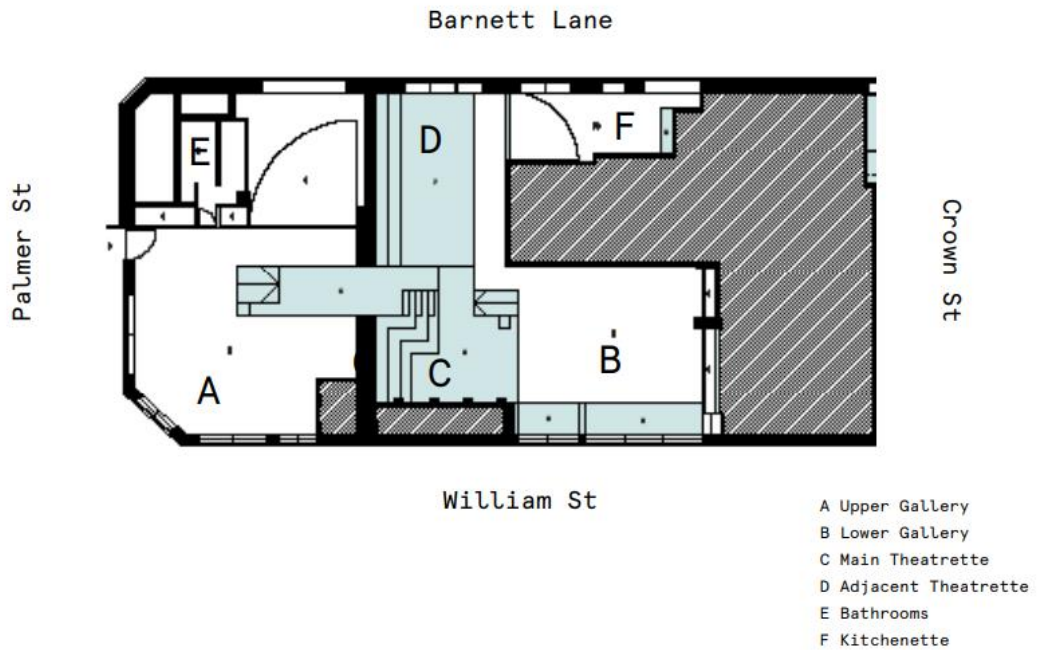 Barnett Lane
D
F
E
Palmer St
Crown St
B
C
A
William St
A Upper Gallery
B Lower Gallery
C Main Theatrette
D Adjacent Theatrette
E Bathrooms
F Kitchenette